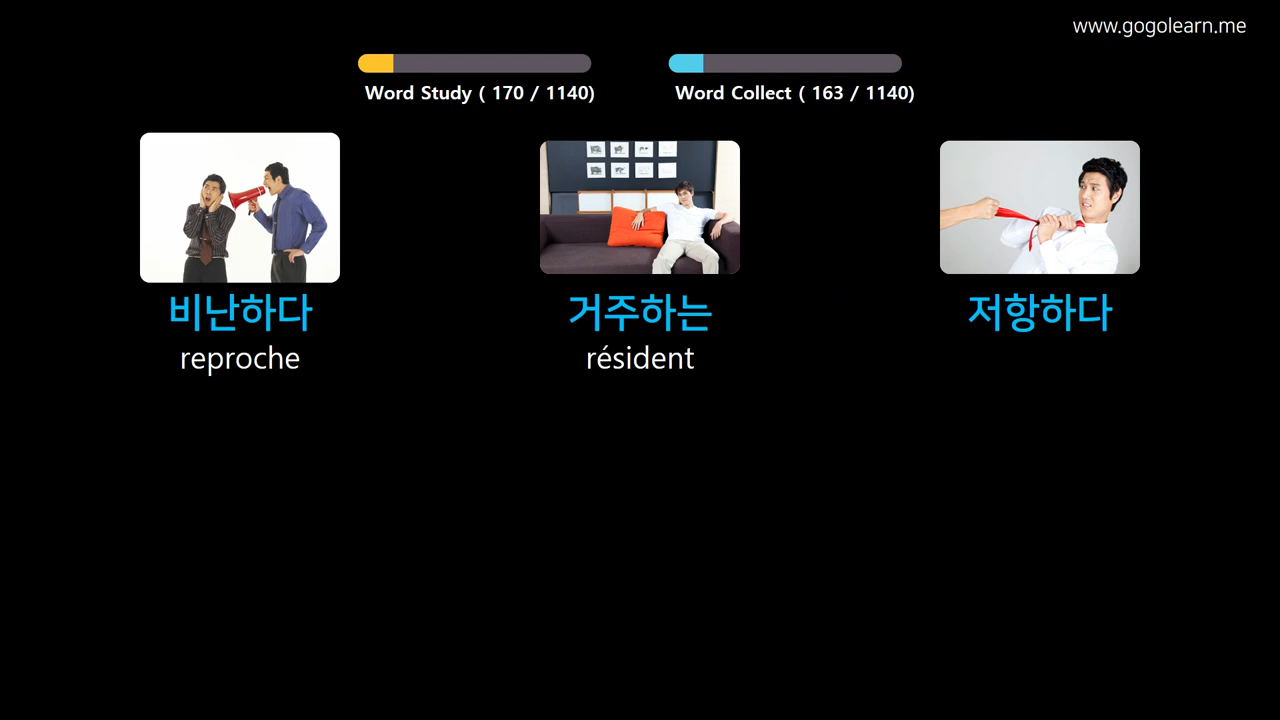 www.gogolearn.me
Word Study ( 170 / 1140)
Word Collect ( 163 / 1140)
비난하다
reproche
거주하는
résident
저항하다